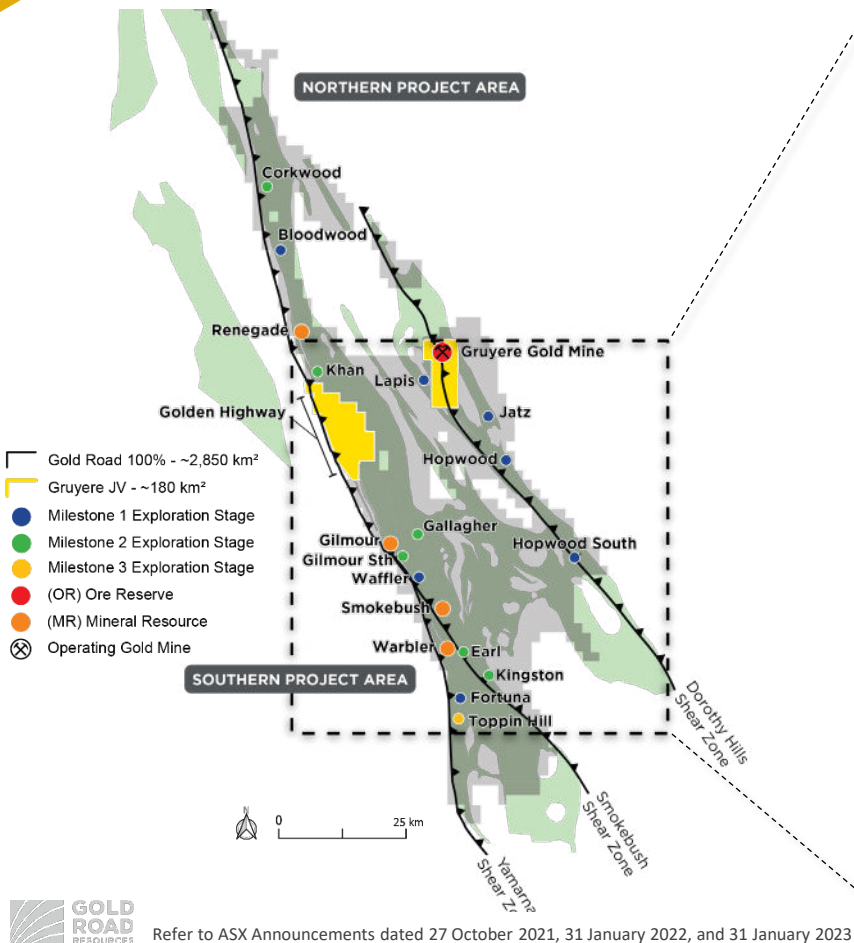 NORTHERN PROJECT AREA
Corkwood
Bloodwood
Renegade
Gruyere Gold Mine
Khan
Lapis
Golden Highway
Jatz
Hopwood
Gold Road 100% - ~2,850 km²
Gruyere JV - ~180 km²
Milestone 1 Exploration Stage
Milestone 2 Exploration Stage
Milestone 3 Exploration Stage
(OR) Ore Reserve
(MR) Mineral Resource
Operating Gold Mine
Gallagher
Gilmour
Hopwood South
Gilmour Sth
Waffler
Smokebush
Warbler
Earl
Kingston
SOUTHERN PROJECT AREA
Fortuna
Toppin Hill
Dorothy Hills
Shear Zone
Smokebush
Shear Zone
Yamarna
Shear Zo
N
0
25 km
GOLD
ROAD
RESOURCES
Refer to ASX Announcements dated 27 October 2021, 31 January 2022, and 31 January 2023